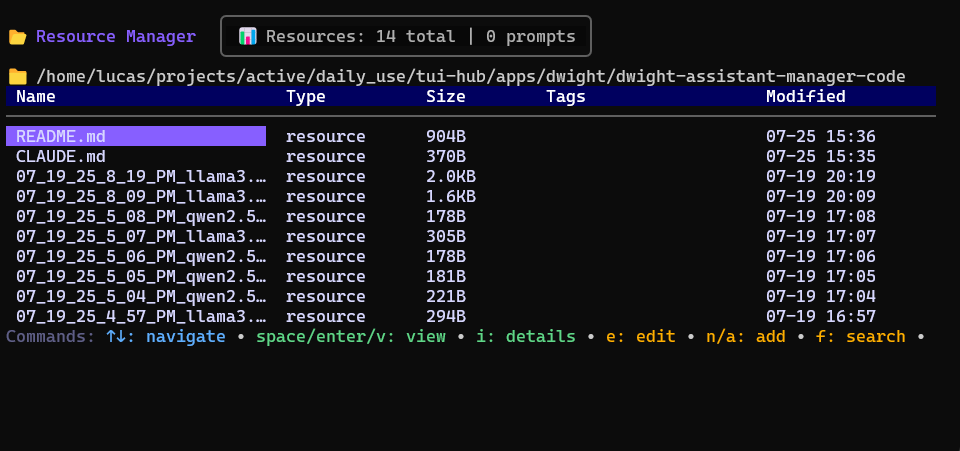 Resource Manager
Resources: 14 total | 0 prompts
/home/lucas/projects/active/daily_use/tui-hub/apps/dwight/dwight-assistant-manager-code
Name Type Size Tags Modified
README.md resource 904B 07-25 15:36
CLAUDE.md resource 370B 07-25 15:35
07_19_25_8_19_PM_llama3.… resource 2.0KB 07-19 20:19
07_19_25_8_09_PM_llama3.… resource 1.6KB 07-19 20:09
07_19_25_5_08_PM_qwen2.5… resource 178B 07-19 17:08
07_19_25_5_07_PM_llama3.… resource 305B 07-19 17:07
07_19_25_5_06_PM_qwen2.5… resource 178B 07-19 17:06
07_19_25_5_05_PM_qwen2.5… resource 181B 07-19 17:05
07_19_25_5_04_PM_qwen2.5… resource 221B 07-19 17:04
07_19_25_4_57_PM_llama3.… resource 294B 07-19 16:57
Commands: ↑↓: navigate • space/enter/v: view • i: details • e: edit • n/a: add • f: search •